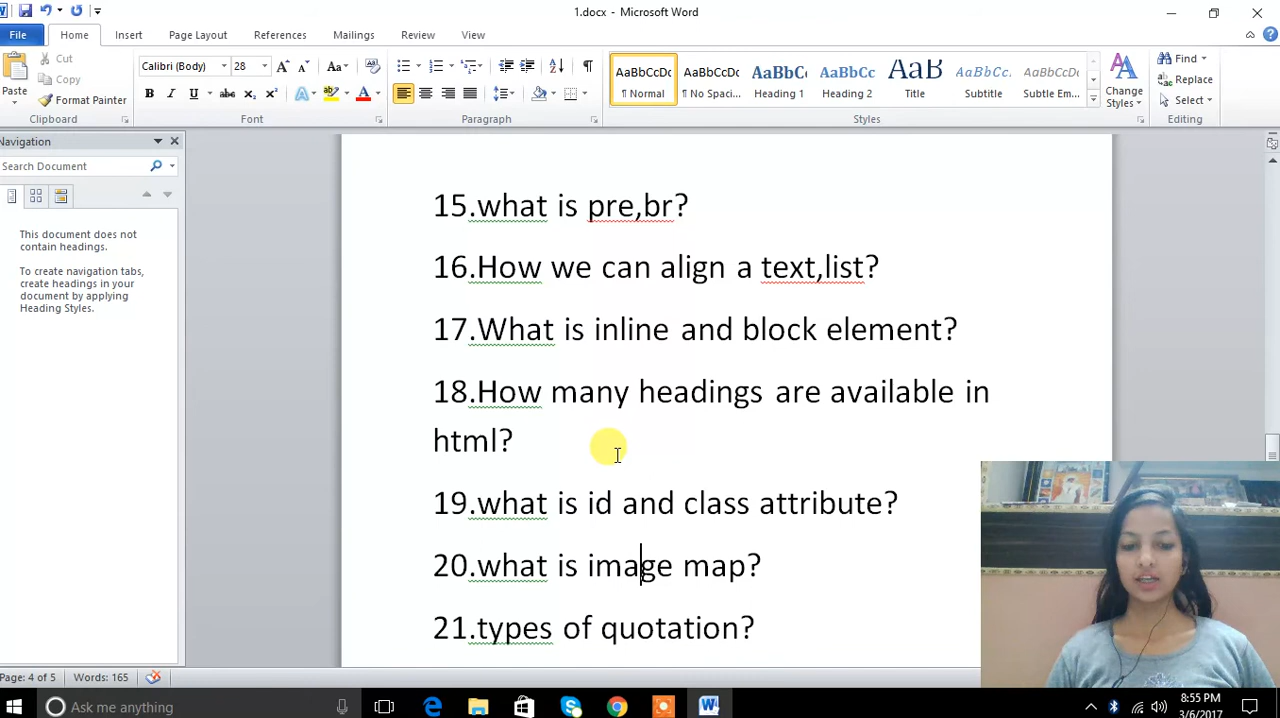 1.docx - Microsoft Word
File Home Insert Page Layout References Mailings Review View
Cut
Copy
Paste
Format Painter
Clipboard
Calibri (Body) 28
Font
Paragraph
AaBbCcDc AaBbCcDc AaBbC AaBbCc AaB AaBbCc. AaBbCcDc
¶ Normal ¶ No Spaci... Heading 1 Heading 2 Title Subtitle Subtle Em...
Styles
Change
Styles
Find
Replace
Select
Editing
Navigation
Search Document
This document does not
contain headings.
To create navigation tabs,
create headings in your
document by applying
Heading Styles.
15.what is pre,br?
16.How we can align a text,list?
17.What is inline and block element?
18.How many headings are available in
html?
19.what is id and class attribute?
20.what is image map?
21.types of quotation?
Page: 4 of 5 Words: 165
Ask me anything
8:55 PM
3/6/2017